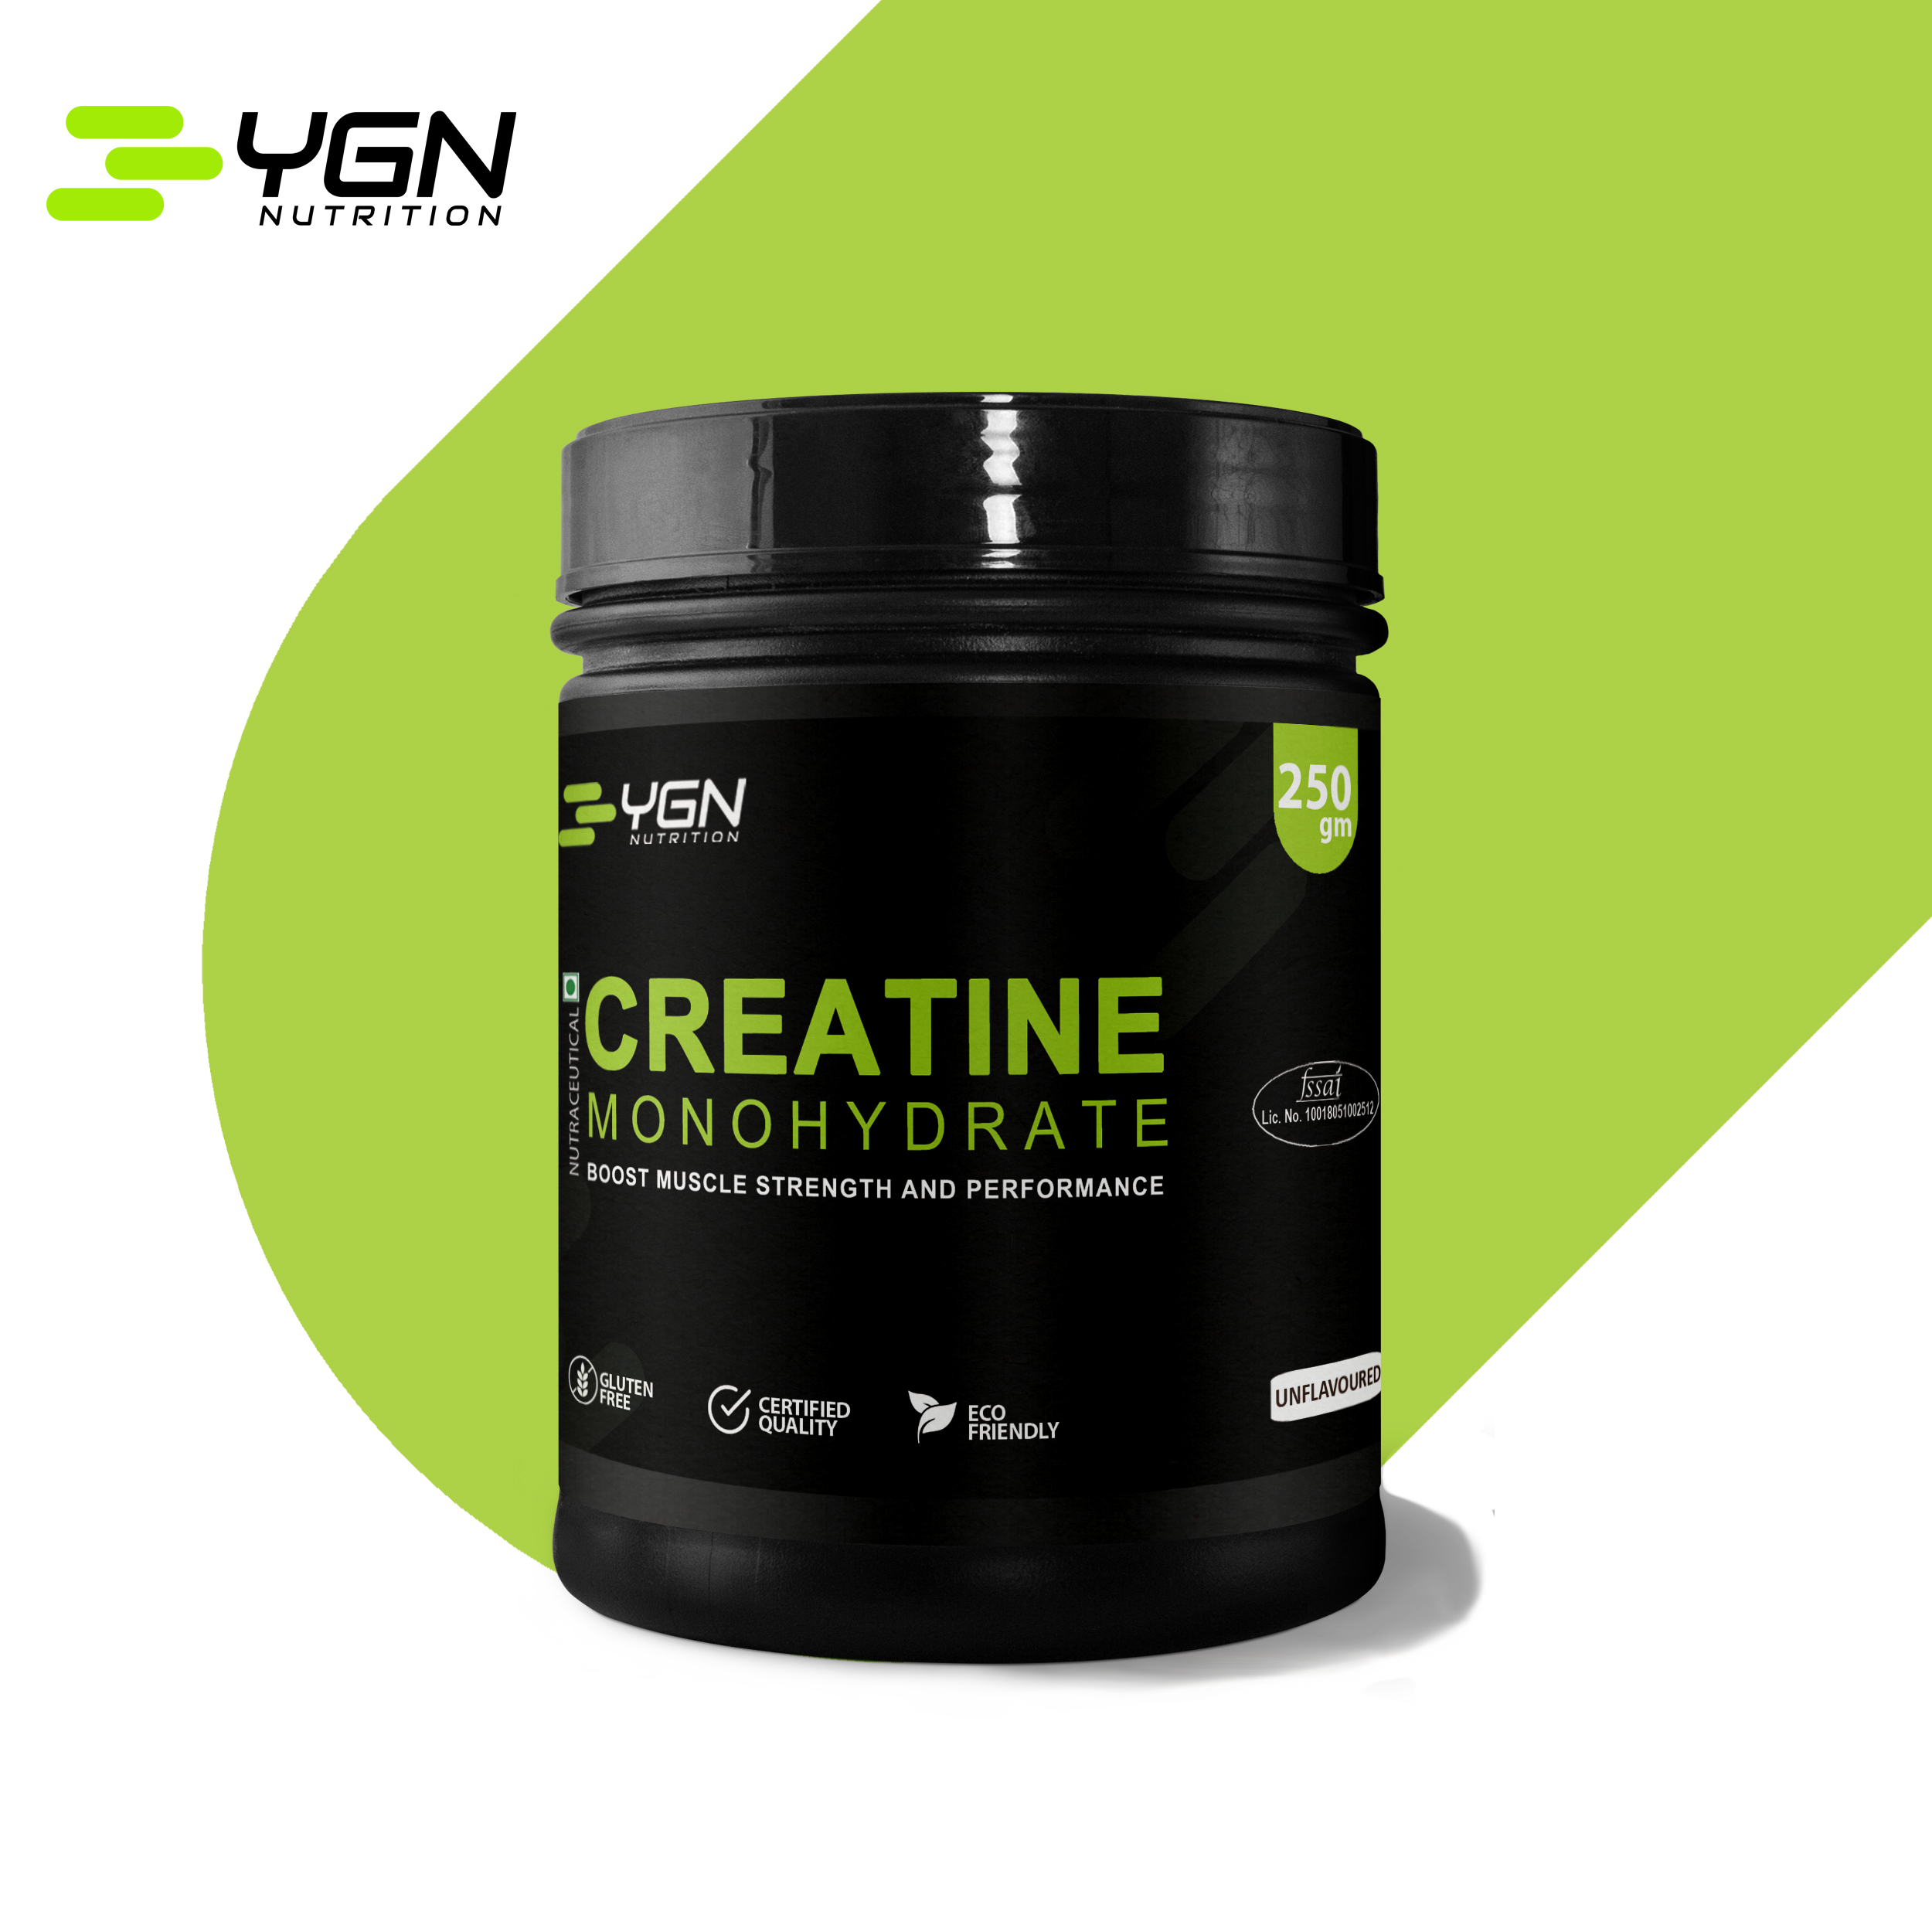 YGN
NUTRITION
YGN
NUTRITION
250
gm
NUTRACEUTICAL
CREATINE
MONOHYDRATE
BOOST MUSCLE STRENGTH AND PERFORMANCE
fssai
Lic. No. 10018051002512
GLUTEN
FREE
CERTIFIED
QUALITY
ECO
FRIENDLY
UNFLAVOURED